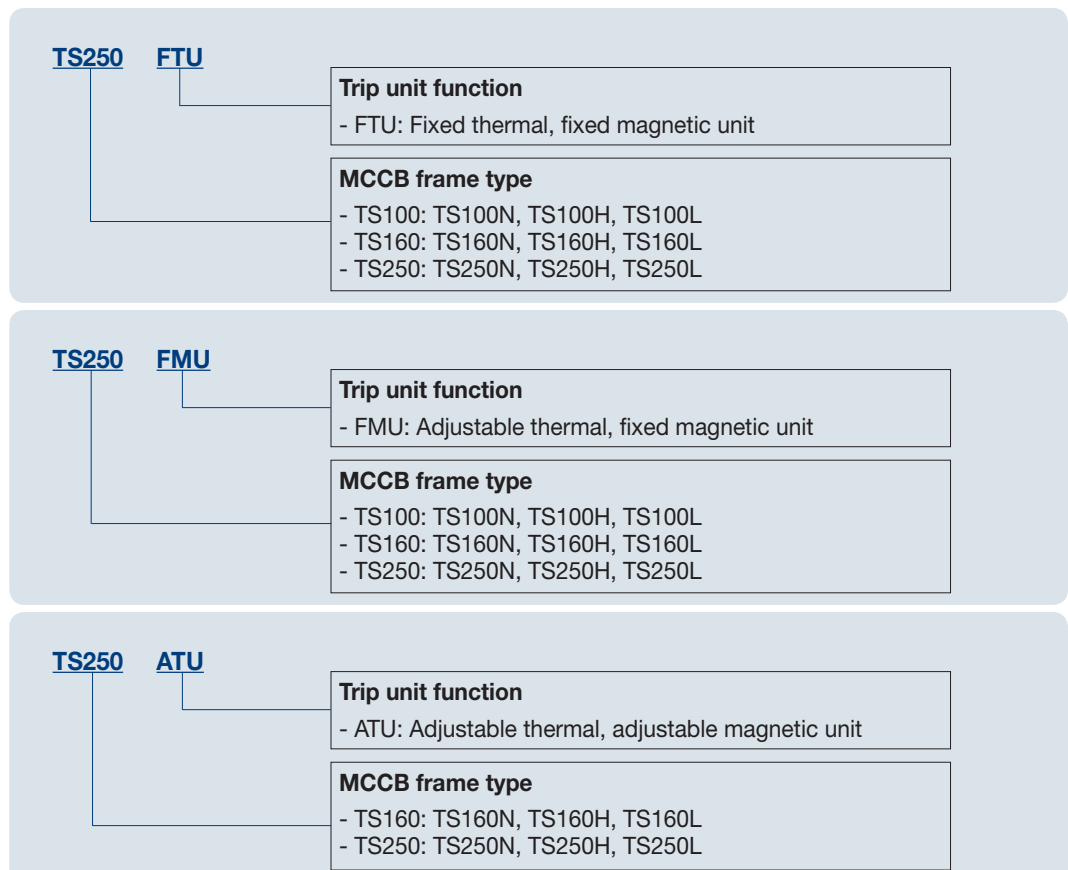 TS250 FTU
Trip unit function
- FTU: Fixed thermal, fixed magnetic unit
MCCB frame type
- TS100: TS100N, TS100H, TS100L
- TS160: TS160N, TS160H, TS160L
- TS250: TS250N, TS250H, TS250L
TS250 FMU
Trip unit function
- FMU: Adjustable thermal, fixed magnetic unit
MCCB frame type
- TS100: TS100N, TS100H, TS100L
- TS160: TS160N, TS160H, TS160L
- TS250: TS250N, TS250H, TS250L
TS250 ATU
Trip unit function
- ATU: Adjustable thermal, adjustable magnetic unit
MCCB frame type
- TS160: TS160N, TS160H, TS160L
- TS250: TS250N, TS250H, TS250L